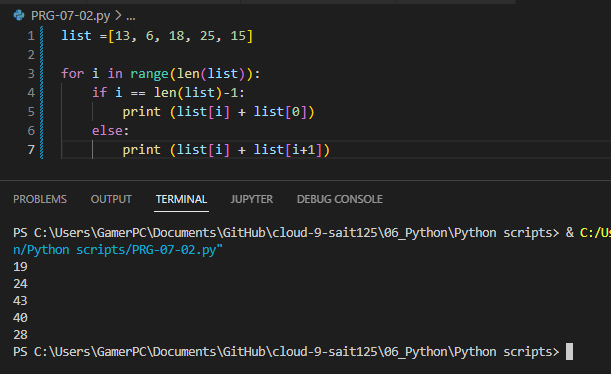 PRG-07-02.py > ...
1 list =[13, 6, 18, 25, 15]
2
3 for i in range(len(list)):
4     if i == len(list)-1:
5         print (list[i] + list[0])
6     else:
7         print (list[i] + list[i+1])
PROBLEMS OUTPUT TERMINAL JUPYTER DEBUG CONSOLE
PS C:\Users\GamerPC\Documents\GitHub\cloud-9-sait125\06_Python\Python scripts> & C:/Us
n/Python scripts/PRG-07-02.py"
19
24
43
40
28
PS C:\Users\GamerPC\Documents\GitHub\cloud-9-sait125\06_Python\Python scripts>